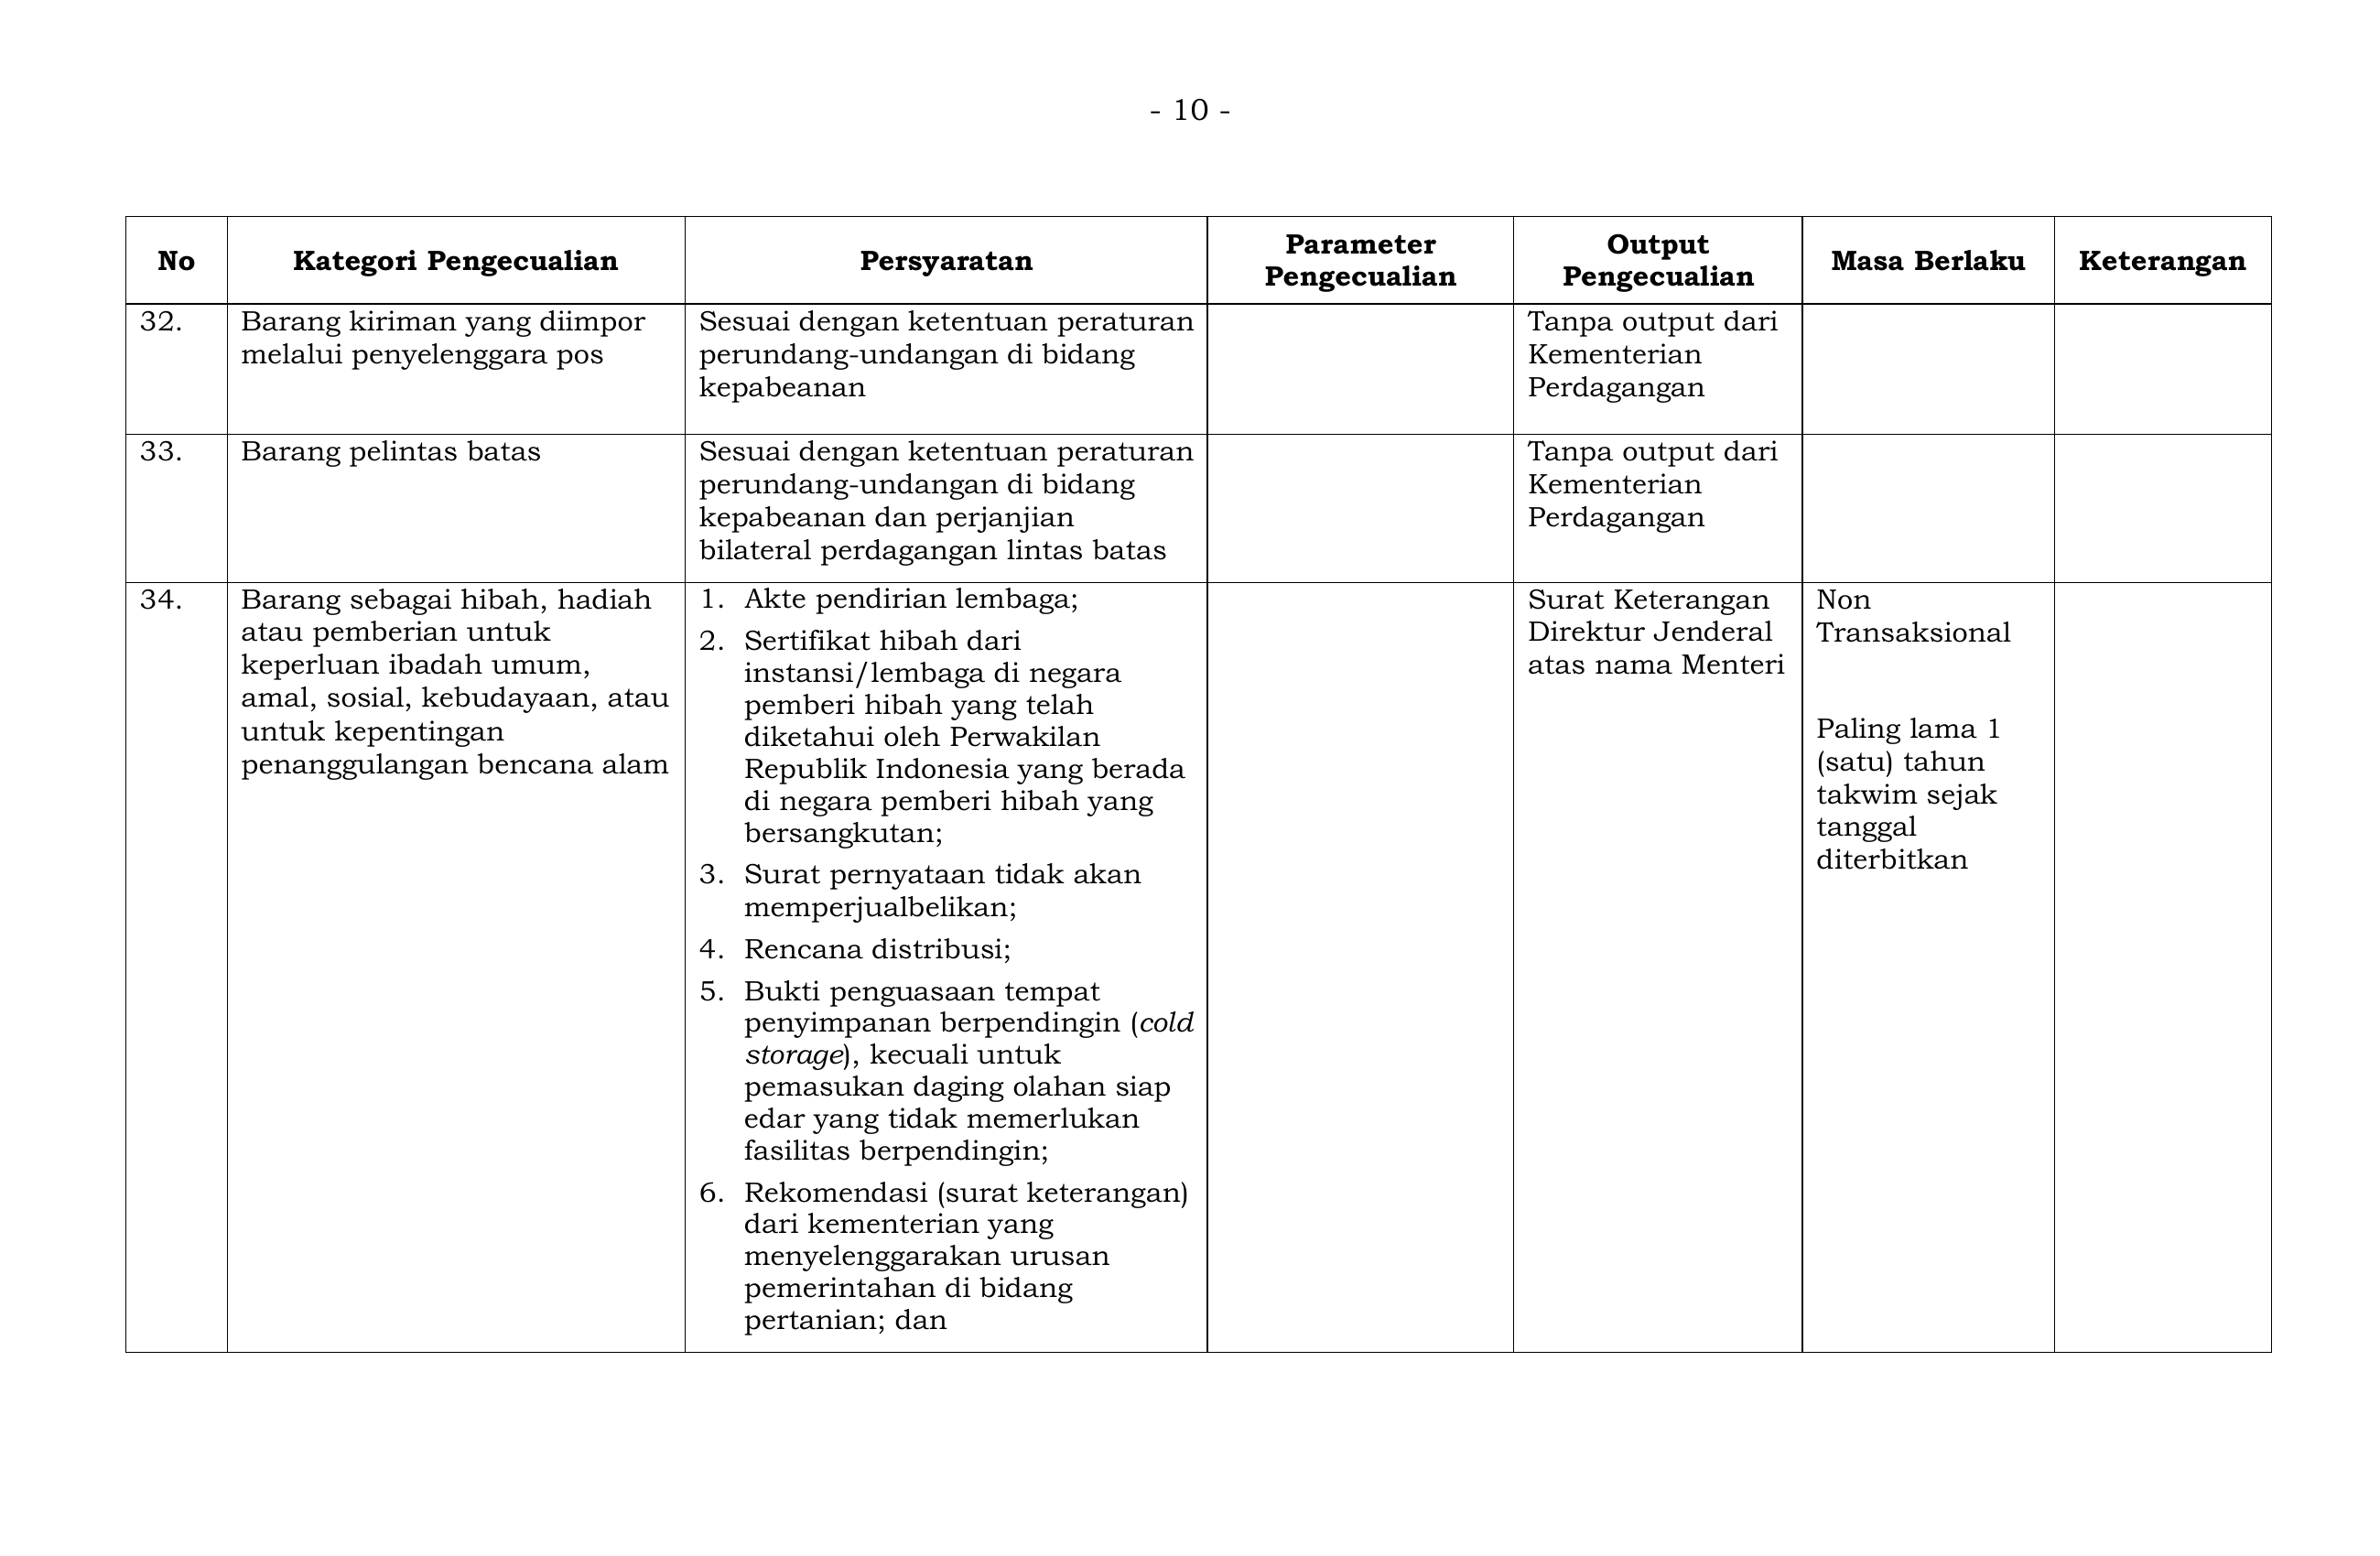 - 10 -
No
Kategori Pengecualian
Persyaratan
Parameter
Pengecualian
Output
Pengecualian
Masa Berlaku
Keterangan
32.
Barang kiriman yang diimpor
melalui penyelenggara pos
Sesuai dengan ketentuan peraturan
perundang-undangan di bidang
kepabeanan
Tanpa output dari
Kementerian
Perdagangan
33.
Barang pelintas batas
Sesuai dengan ketentuan peraturan
perundang-undangan di bidang
kepabeanan dan perjanjian
bilateral perdagangan lintas batas
Tanpa output dari
Kementerian
Perdagangan
34.
Barang sebagai hibah, hadiah
atau pemberian untuk
keperluan ibadah umum,
amal, sosial, kebudayaan, atau
untuk kepentingan
penanggulangan bencana alam
1. Akte pendirian lembaga;
2. Sertifikat hibah dari
instansi/lembaga di negara
pemberi hibah yang telah
diketahui oleh Perwakilan
Republik Indonesia yang berada
di negara pemberi hibah yang
bersangkutan;
3. Surat pernyataan tidak akan
memperjualbelikan;
4. Rencana distribusi;
5. Bukti penguasaan tempat
penyimpanan berpendingin (cold
storage), kecuali untuk
pemasukan daging olahan siap
edar yang tidak memerlukan
fasilitas berpendingin;
6. Rekomendasi (surat keterangan)
dari kementerian yang
menyelenggarakan urusan
pemerintahan di bidang
pertanian; dan
Surat Keterangan
Direktur Jenderal
atas nama Menteri
Non
Transaksional
Paling lama 1
(satu) tahun
takwim sejak
tanggal
diterbitkan